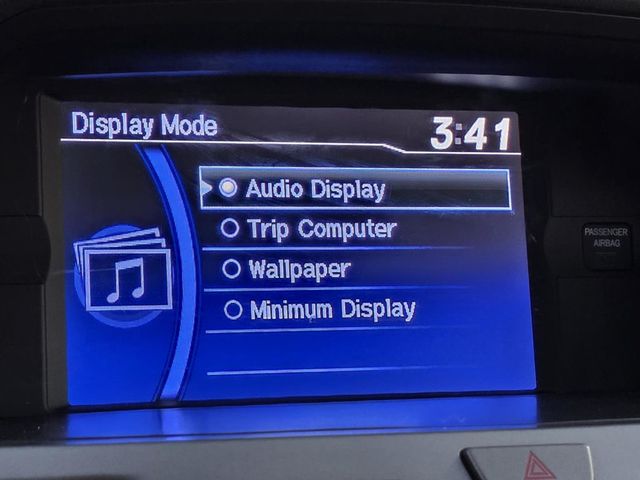 Display Mode
3:41
Audio Display
Trip Computer
Wallpaper
Minimum Display
PASSENGER
AIRBAG